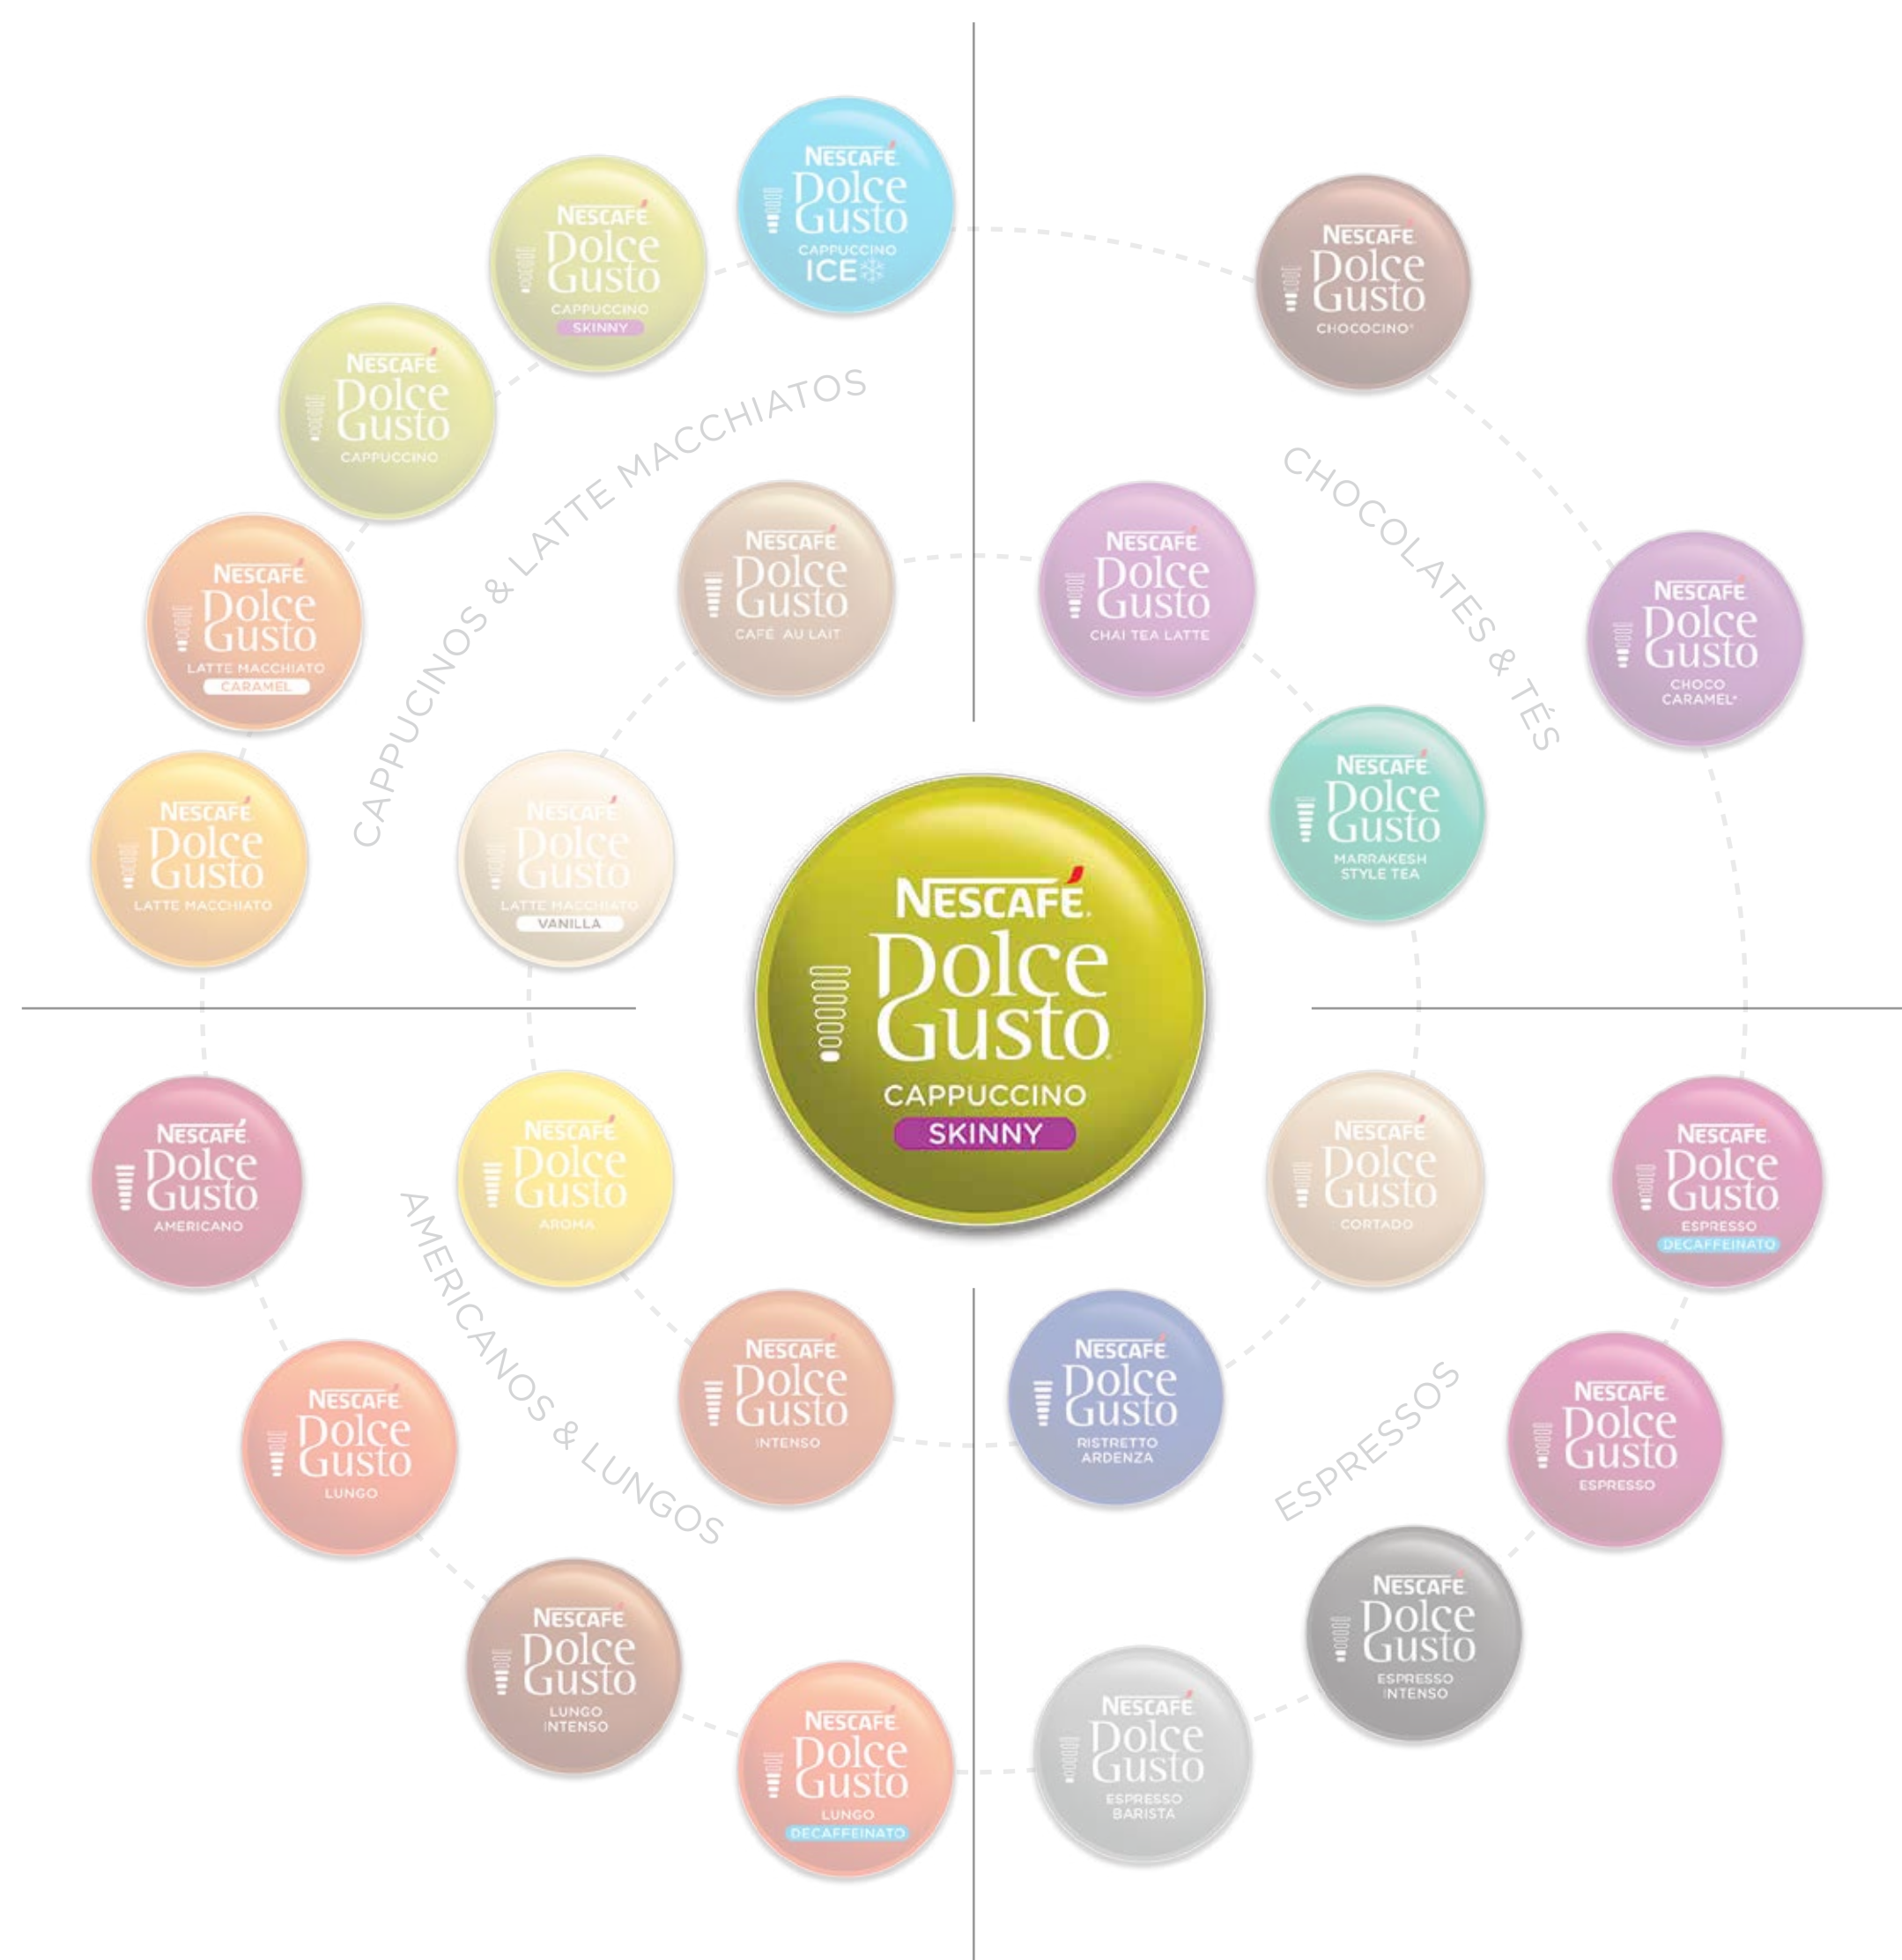 NESCAFÉ
Dolce
Gusto
CAPPUCCINO
ICE
NESCAFÉ
Dolce
Gusto
CAPPUCCINO
SKINNY
NESCAFÉ
Dolce
Gusto
CAPPUCCINO
NESCAFÉ
Dolce
Gusto
LATTE MACCHIATO
CARAMEL
NESCAFÉ
Dolce
Gusto
LATTE MACCHIATO
CAPPUCINOS & LATTE MACCHIATOS
NESCAFÉ
Dolce
Gusto
CAFÉ AU LAIT
NESCAFÉ
Dolce
Gusto
LATTE MACCHIATO
VANILLA
NESCAFÉ
Dolce
Gusto
CHOCOCINO*
CHOCOLATES & TÉS
NESCAFÉ
Dolce
Gusto
CHAI TEA LATTE
NESCAFÉ
Dolce
Gusto
CHOCO
CARAMEL*
NESCAFÉ
Dolce
Gusto
MARRAKESH
STYLE TEA
NESCAFÉ
Dolce
Gusto
CAPPUCCINO
SKINNY
NESCAFÉ
Dolce
Gusto
AMERICANO
NESCAFÉ
Dolce
Gusto
AROMA
AMERICANOS & LUNGOS
NESCAFÉ
Dolce
Gusto
INTENSO
NESCAFÉ
Dolce
Gusto
LUNGO
NESCAFÉ
Dolce
Gusto
LUNGO
INTENSO
NESCAFÉ
Dolce
Gusto
LUNGO
DECAFFEINATO
NESCAFÉ
Dolce
Gusto
CORTADO
NESCAFÉ
Dolce
Gusto
ESPRESSO
DECAFFEINATO
NESCAFÉ
Dolce
Gusto
RISTRETTO
ARDENZA
ESPRESSOS
NESCAFÉ
Dolce
Gusto
ESPRESSO
NESCAFÉ
Dolce
Gusto
ESPRESSO
INTENSO
NESCAFÉ
Dolce
Gusto
ESPRESSO
BARISTA